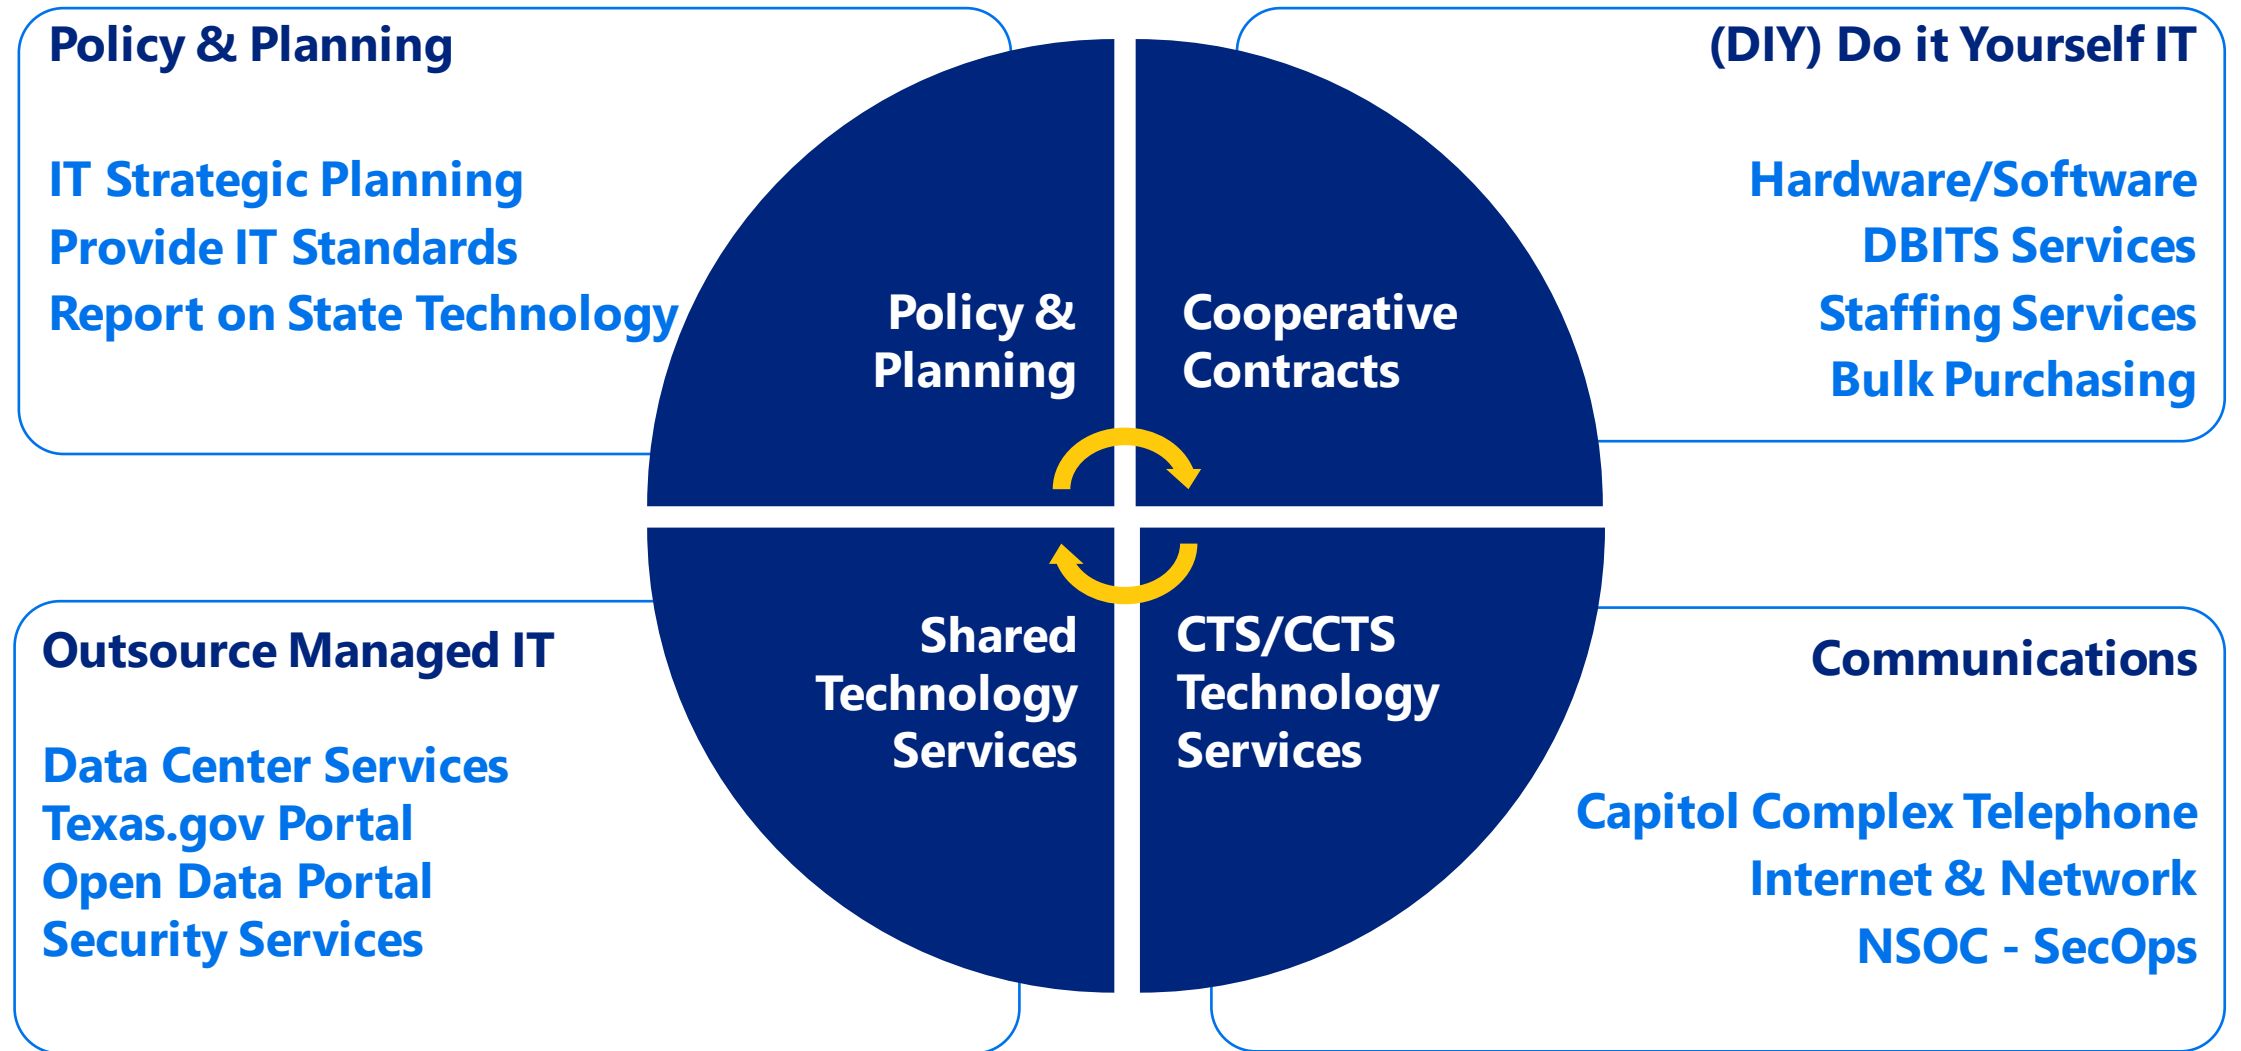 Policy & Planning
IT Strategic Planning
Provide IT Standards
Report on State Technology
Policy &
Planning
Cooperative
Contracts
(DIY) Do it Yourself IT
Hardware/Software
DBITS Services
Staffing Services
Bulk Purchasing
Outsource Managed IT
Data Center Services
Texas.gov Portal
Open Data Portal
Security Services
Shared
Technology
Services
CTS/CCTS
Technology
Services
Communications
Capitol Complex Telephone
Internet & Network
NSOC - SecOps